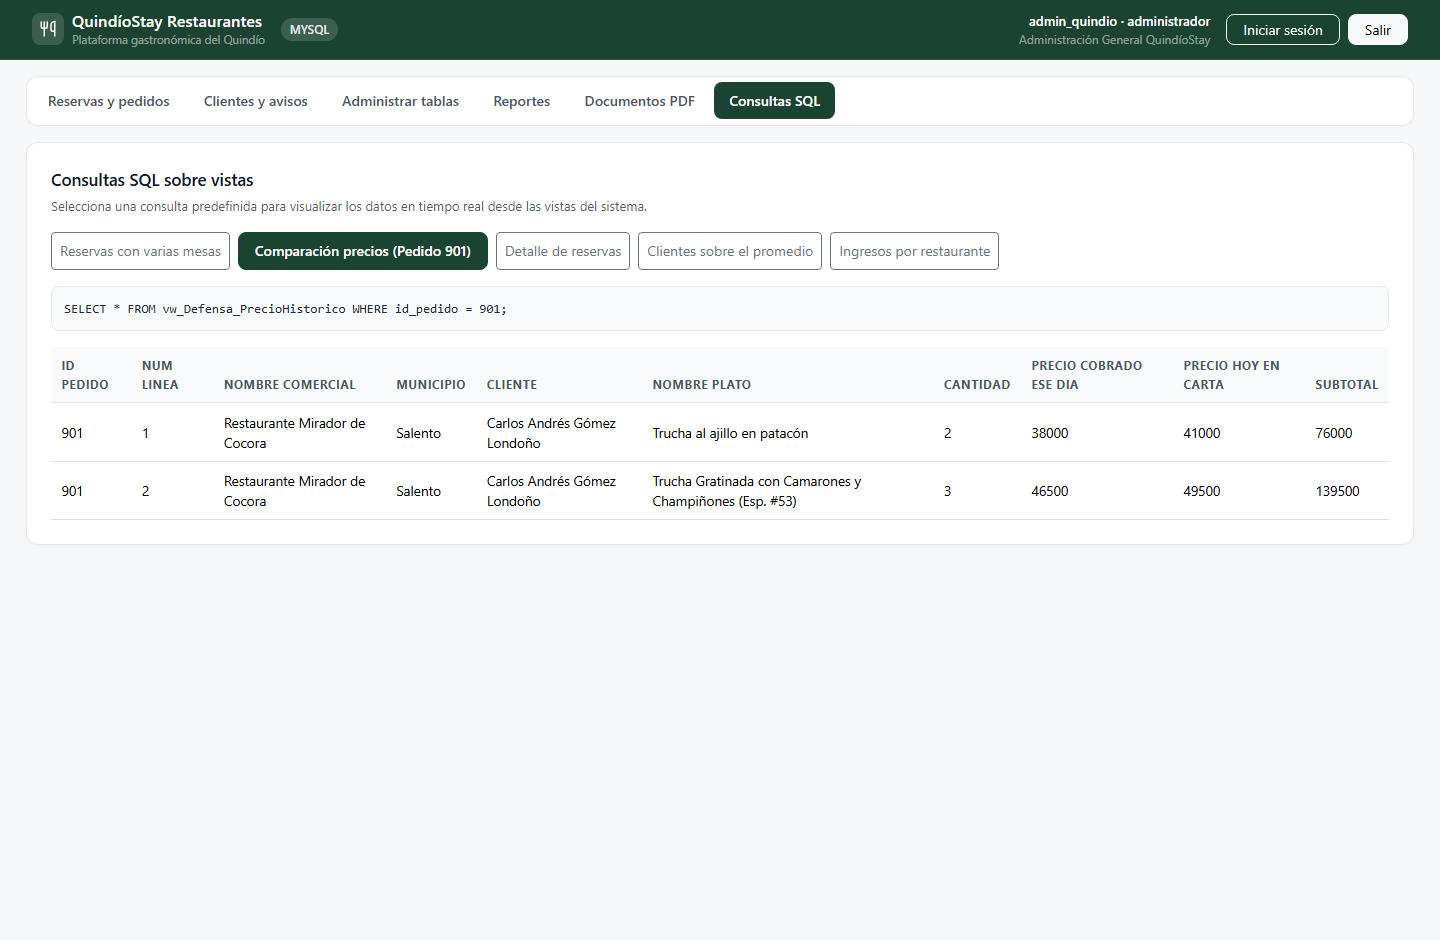 QuindíoStay Restaurantes
Plataforma gastronómica del Quindío
MYSQL
admin_quindio · administrador
Administración General QuindíoStay
Iniciar sesión
Salir
Reservas y pedidos
Clientes y avisos
Administrar tablas
Reportes
Documentos PDF
Consultas SQL
Consultas SQL sobre vistas
Selecciona una consulta predefinida para visualizar los datos en tiempo real desde las vistas del sistema.
Reservas con varias mesas
Comparación precios (Pedido 901)
Detalle de reservas
Clientes sobre el promedio
Ingresos por restaurante
SELECT * FROM vw_Defensa_PrecioHistorico WHERE id_pedido = 901;
ID PEDIDO
NUM LINEA
NOMBRE COMERCIAL
MUNICIPIO
CLIENTE
NOMBRE PLATO
CANTIDAD
PRECIO COBRADO ESE DIA
PRECIO HOY EN CARTA
SUBTOTAL
901
1
Restaurante Mirador de Cocora
Salento
Carlos Andrés Gómez Londoño
Trucha al ajillo en patacón
2
38000
41000
76000
901
2
Restaurante Mirador de Cocora
Salento
Carlos Andrés Gómez Londoño
Trucha Gratinada con Camarones y Champiñones (Esp. #53)
3
46500
49500
139500